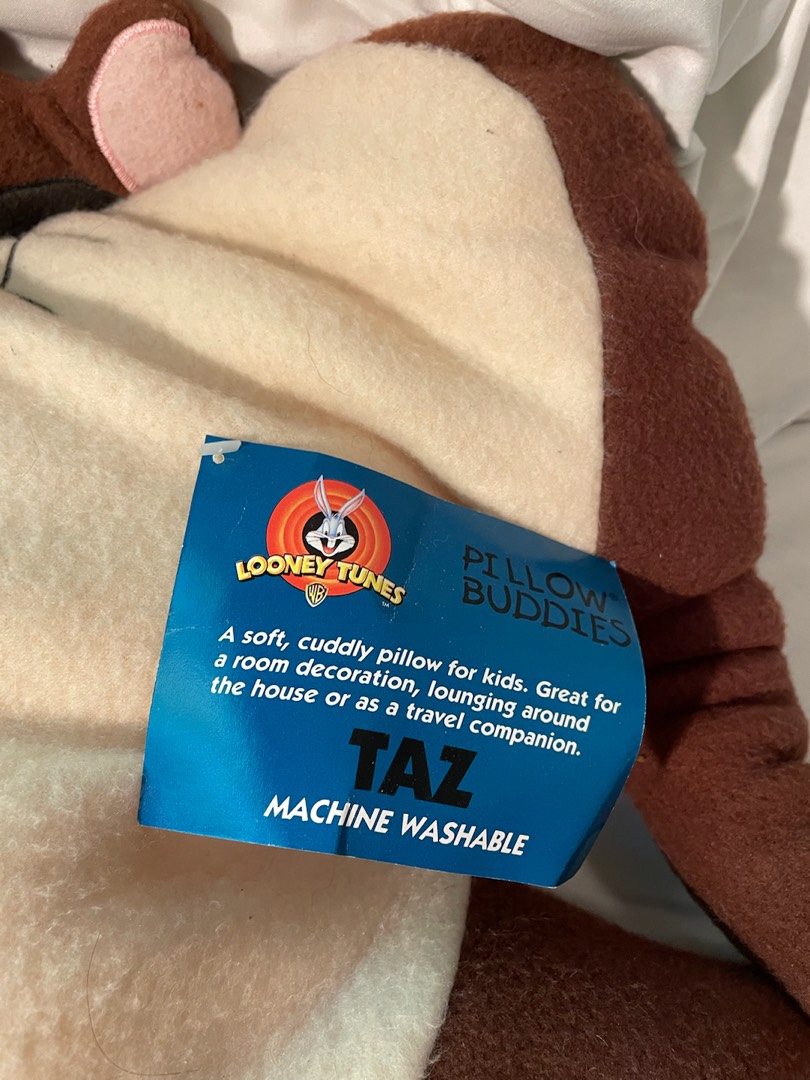 LOONEY TUNES
WB
TM
PILLOW®
BUDDIES
A soft, cuddly pillow for kids. Great for
a room decoration, lounging around
the house or as a travel companion.
TAZ
MACHINE WASHABLE